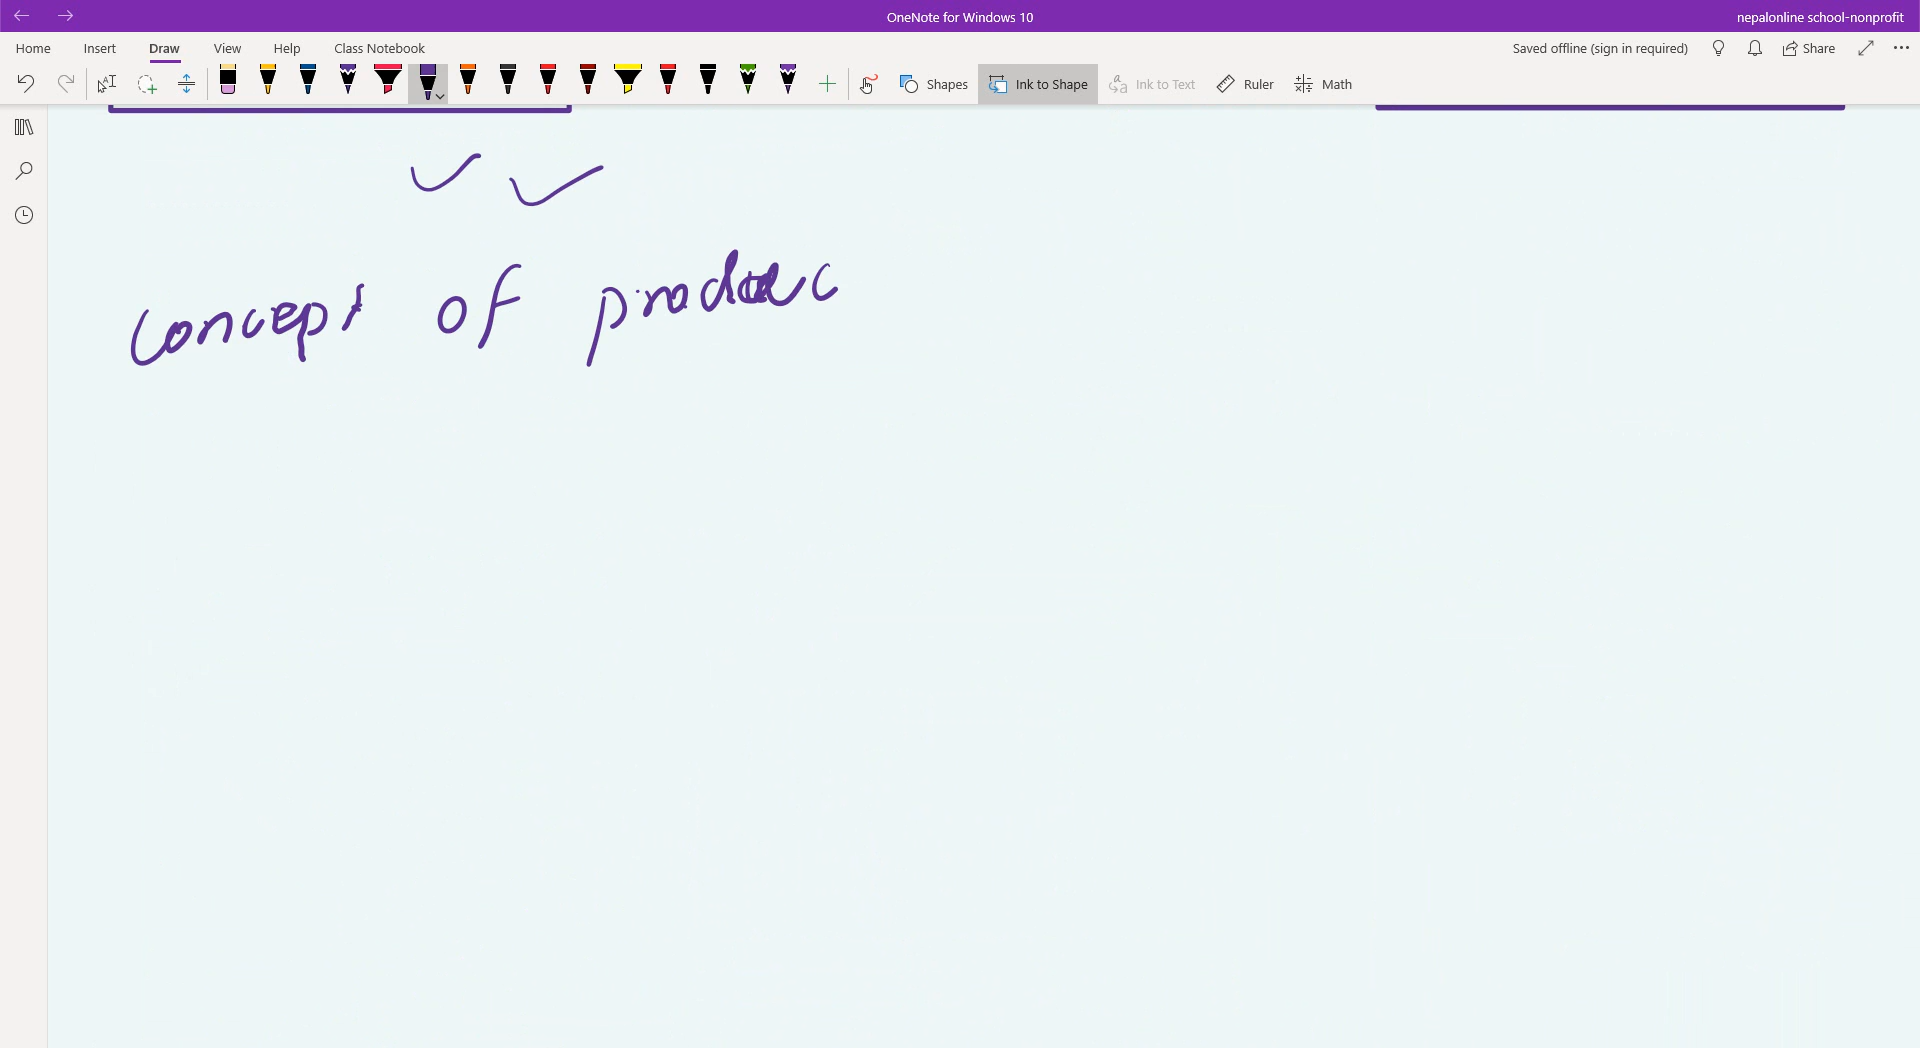 OneNote for Windows 10
nepalonline school-nonprofit
Home Insert Draw View Help Class Notebook
Saved offline (sign in required) Share
Shapes Ink to Shape Ink to Text Ruler Math
concept of produc